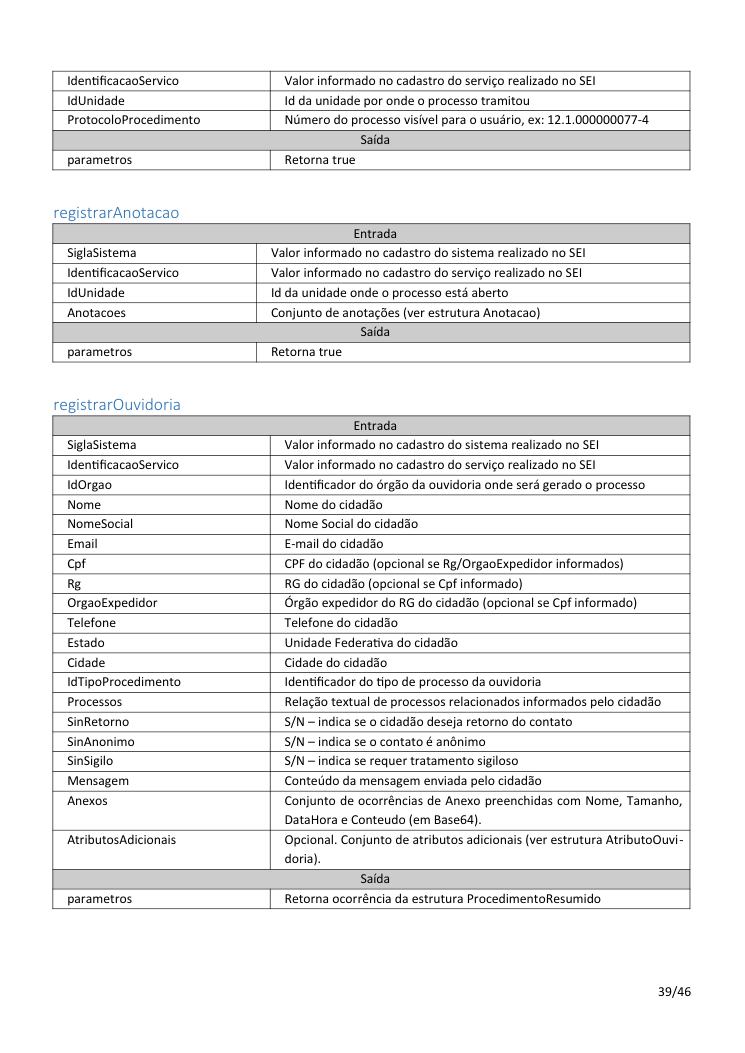 IdentificacaoServico Valor informado no cadastro do serviço realizado no SEI
IdUnidade Id da unidade por onde o processo tramitou
ProtocoloProcedimento Número do processo visível para o usuário, ex: 12.1.000000077-4
Saída
parametros Retorna true
registrarAnotacao
Entrada
SiglaSistema Valor informado no cadastro do sistema realizado no SEI
IdentificacaoServico Valor informado no cadastro do serviço realizado no SEI
IdUnidade Id da unidade onde o processo está aberto
Anotacoes Conjunto de anotações (ver estrutura Anotacao)
Saída
parametros Retorna true
registrarOuvidoria
Entrada
SiglaSistema Valor informado no cadastro do sistema realizado no SEI
IdentificacaoServico Valor informado no cadastro do serviço realizado no SEI
IdOrgao Identificador do órgão da ouvidoria onde será gerado o processo
Nome Nome do cidadão
NomeSocial Nome Social do cidadão
Email E-mail do cidadão
Cpf CPF do cidadão (opcional se Rg/OrgaoExpedidor informados)
Rg RG do cidadão (opcional se Cpf informado)
OrgaoExpedidor Órgão expedidor do RG do cidadão (opcional se Cpf informado)
Telefone Telefone do cidadão
Estado Unidade Federativa do cidadão
Cidade Cidade do cidadão
IdTipoProcedimento Identificador do tipo de processo da ouvidoria
Processos Relação textual de processos relacionados informados pelo cidadão
SinRetorno S/N – indica se o cidadão deseja retorno do contato
SinAnonimo S/N – indica se o contato é anônimo
SinSigilo S/N – indica se requer tratamento sigiloso
Mensagem Conteúdo da mensagem enviada pelo cidadão
Anexos Conjunto de ocorrências de Anexo preenchidas com Nome, Tamanho,
DataHora e Conteudo (em Base64).
AtributosAdicionais Opcional. Conjunto de atributos adicionais (ver estrutura AtributoOuvi-
doria).
Saída
parametros Retorna ocorrência da estrutura ProcedimentoResumido
39/46